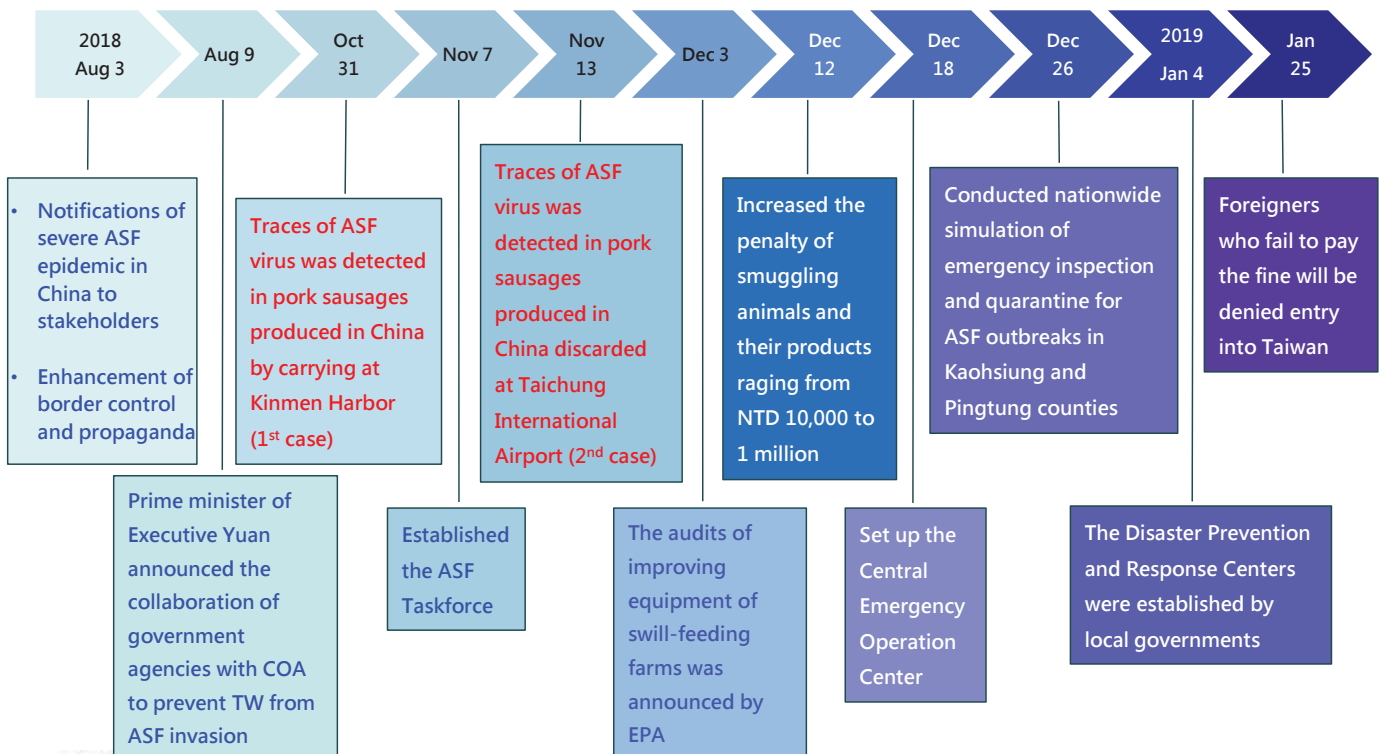 2018
Aug 3
Aug 9
Oct
31
Nov 7
Nov
13
Dec 3
Dec
12
Dec
18
Dec
26
2019
Jan 4
Jan
25
• Notifications of
severe ASF
epidemic in
China to
stakeholders
• Enhancement of
border control
and propaganda
Prime minister of
Executive Yuan
announced the
collaboration of
government
agencies with COA
to prevent TW from
ASF invasion
Traces of ASF
virus was detected
in pork sausages
produced in China
by carrying at
Kinmen Harbor
(1st case)
Established
the ASF
Taskforce
Traces of ASF
virus was
detected in pork
sausages
produced in
China discarded
at Taichung
International
Airport (2nd case)
The audits of
improving
equipment of
swill-feeding
farms was
announced by
EPA
Increased the
penalty of
smuggling
animals and
their products
raging from
NTD 10,000 to
1 million
Set up the
Central
Emergency
Operation
Center
Conducted nationwide
simulation of
emergency inspection
and quarantine for
ASF outbreaks in
Kaohsiung and
Pingtung counties
The Disaster Prevention
and Response Centers
were established by
local governments
Foreigners
who fail to pay
the fine will be
denied entry
into Taiwan